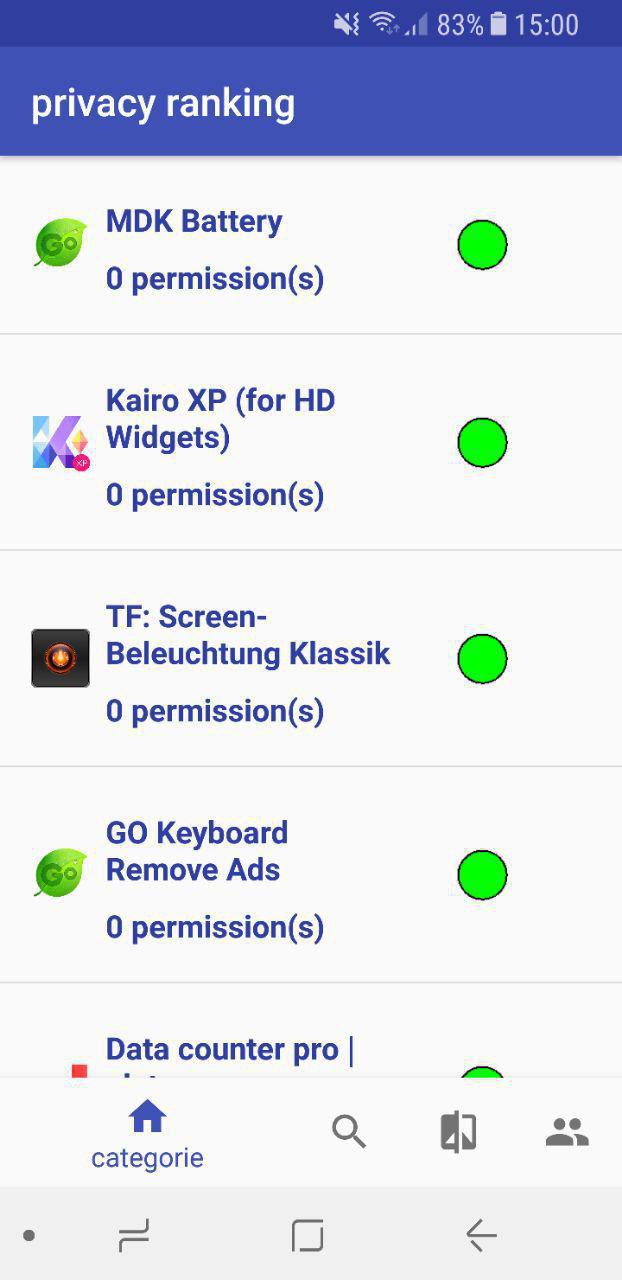 83% 15:00
privacy ranking
MDK Battery
0 permission(s)
Kairo XP (for HD
Widgets)
XP
0 permission(s)
TF: Screen-
Beleuchtung Klassik
0 permission(s)
GO Keyboard
Remove Ads
0 permission(s)
Data counter pro |
categorie